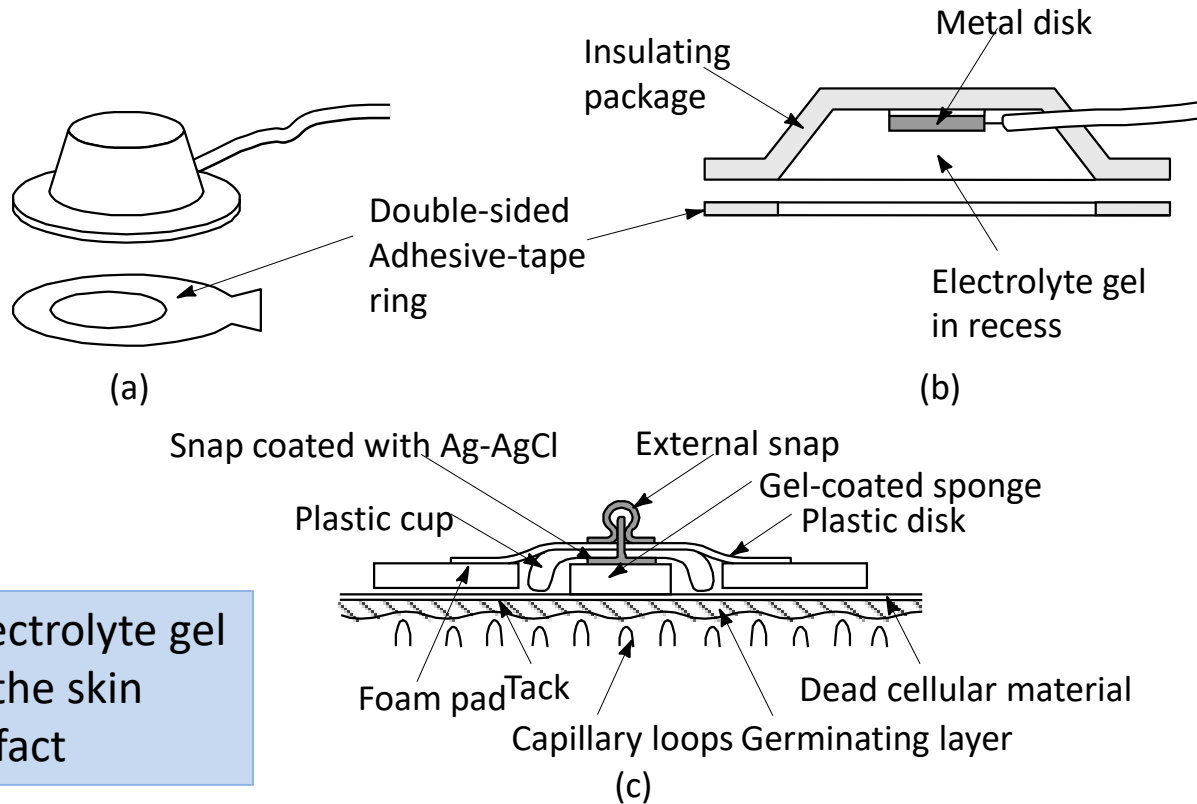 Metal disk
Insulating
package
Double-sided
Adhesive-tape
ring
Electrolyte gel
in recess
(a)
(b)
Snap coated with Ag-AgCl
External snap
Gel-coated sponge
Plastic cup
Plastic disk
ectrolyte gel
the skin
fact
Foam pad
Tack
Dead cellular material
Capillary loops
Germinating layer
(c)